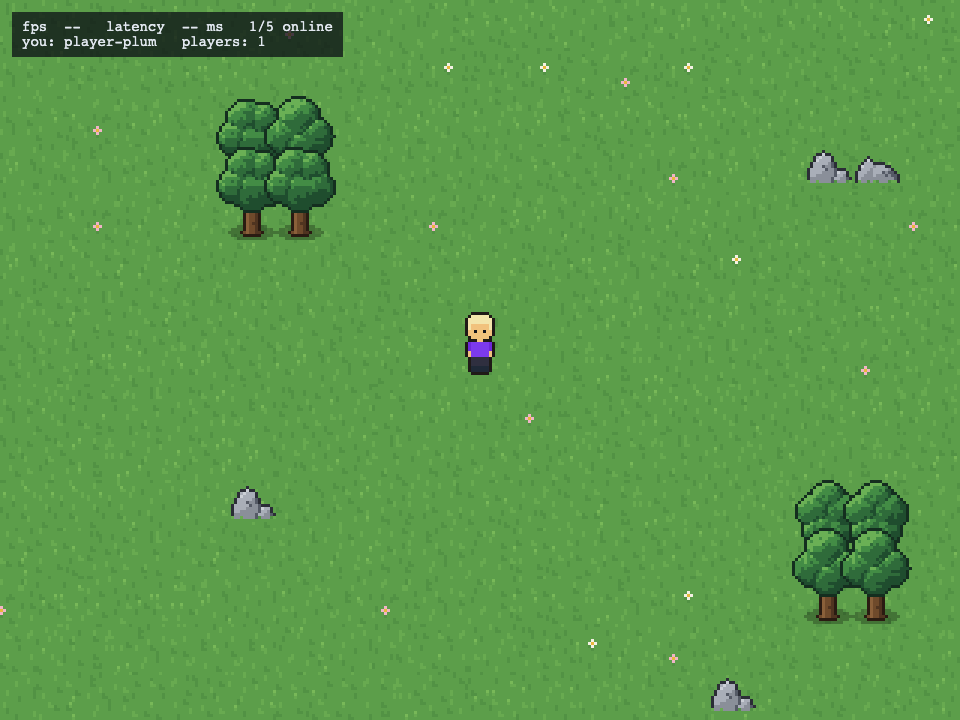 fps  --   latency  -- ms   1/5 online
you: player-plum   players: 1